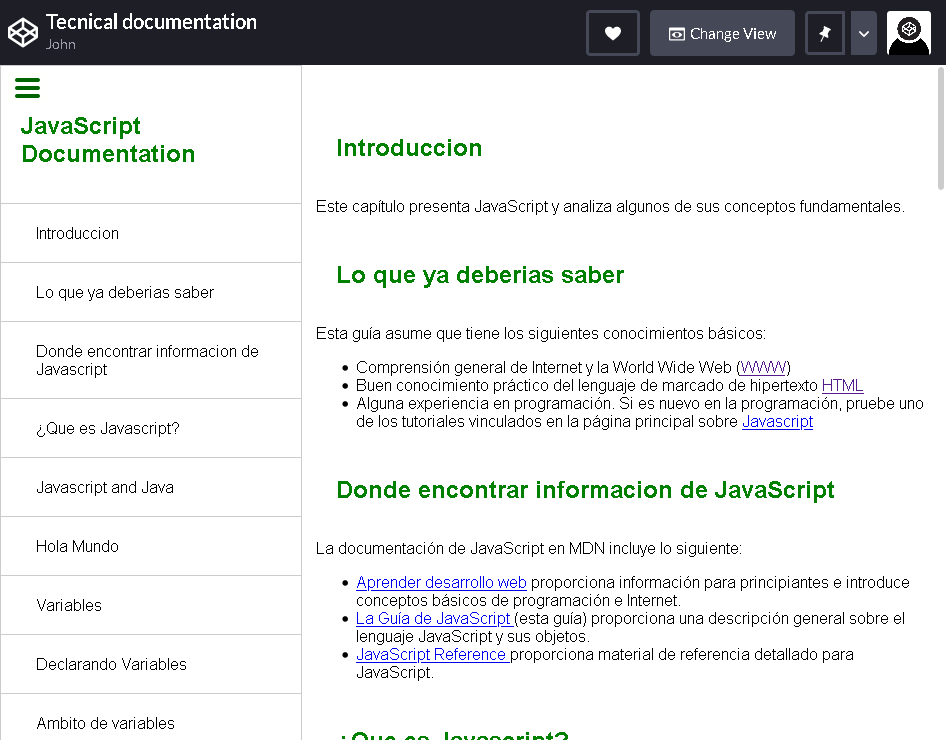 Tecnical documentation
John
Change View
JavaScript
Documentation
Introduccion
Lo que ya deberias saber
Donde encontrar informacion de
Javascript
¿Que es Javascript?
Javascript and Java
Hola Mundo
Variables
Declarando Variables
Ambito de variables
Introduccion
Este capítulo presenta JavaScript y analiza algunos de sus conceptos fundamentales.
Lo que ya deberias saber
Esta guía asume que tiene los siguientes conocimientos básicos:
• Comprensión general de Internet y la World Wide Web (WWW)
• Buen conocimiento práctico del lenguaje de marcado de hipertexto HTML
• Alguna experiencia en programación. Si es nuevo en la programación, pruebe uno
de los tutoriales vinculados en la página principal sobre Javascript
Donde encontrar informacion de JavaScript
La documentación de JavaScript en MDN incluye lo siguiente:
• Aprender desarrollo web proporciona información para principiantes e introduce
conceptos básicos de programación e Internet.
• La Guía de JavaScript (esta guía) proporciona una descripción general sobre el
lenguaje JavaScript y sus objetos.
• JavaScript Reference proporciona material de referencia detallado para
JavaScript.
¿Que es Javascript?